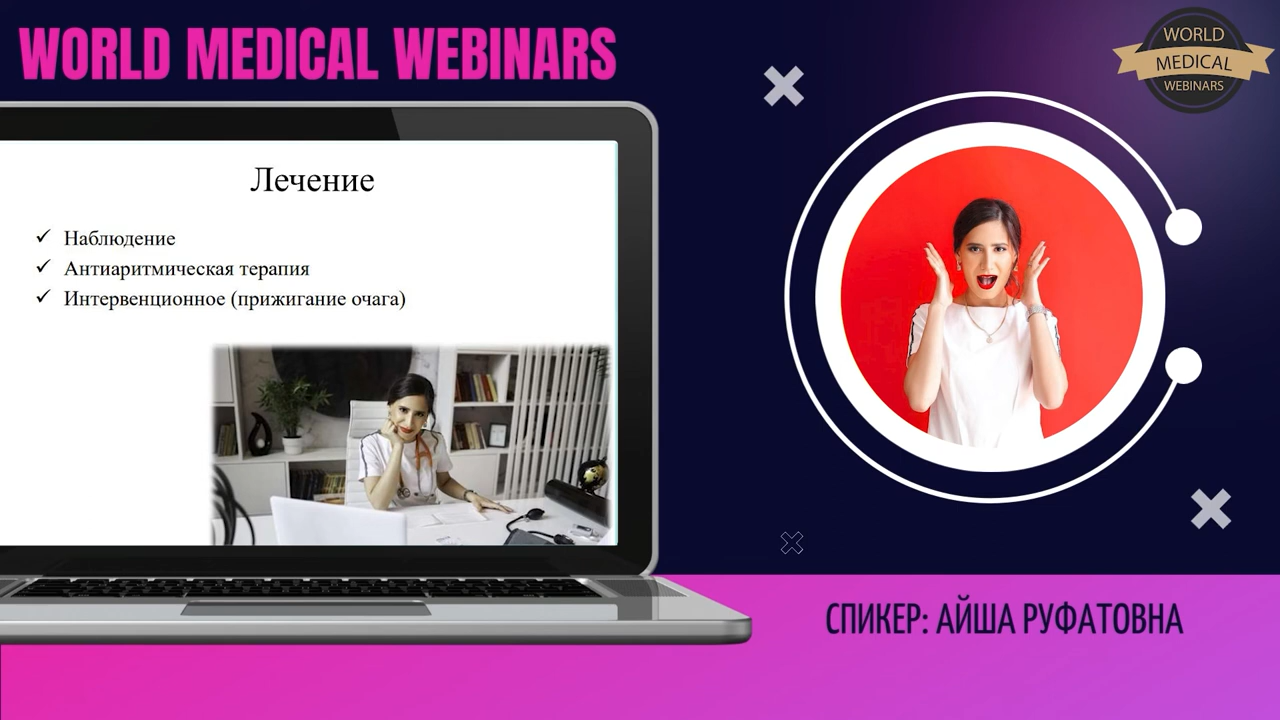 WORLD MEDICAL WEBINARS
WORLD
MEDICAL
WEBINARS
Лечение
Наблюдение
Антиаритмическая терапия
Интервенционное (прижигание очага)
СПИКЕР: АЙША РУФАТОВНА